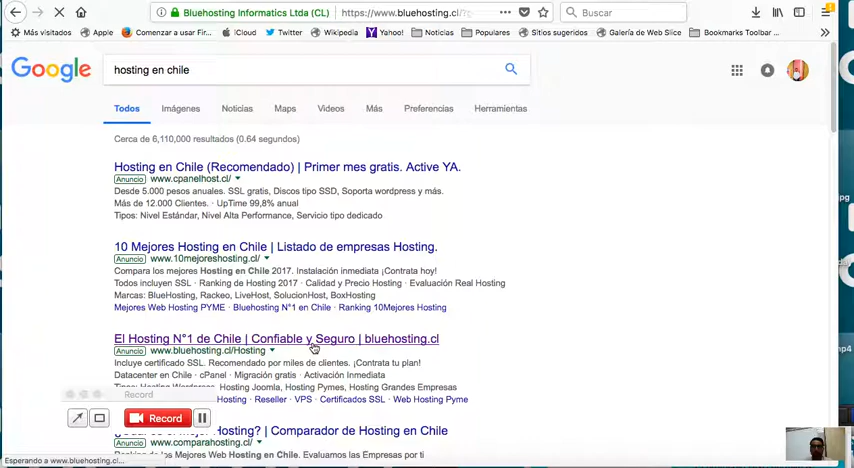 Bluehosting Informatics Ltda (CL) https://www.bluehosting.cl/? Buscar
Más visitados Apple Comenzar a usar Fir... iCloud Twitter Wikipedia Yahoo! Noticias Populares Sitios sugeridos Galería de Web Slice Bookmarks Toolbar ...
Google hosting en chile
Todos Imágenes Noticias Maps Videos Más Preferencias Herramientas
Cerca de 6,110,000 resultados (0.64 segundos)
Hosting en Chile (Recomendado) | Primer mes gratis. Active YA.
Anuncio www.cpanelhost.cl/
Desde 5.000 pesos anuales. SSL gratis, Discos tipo SSD, Soporta wordpress y más.
Más de 12.000 Clientes. · UpTime 99,8% anual
Tipos: Nivel Estándar, Nivel Alta Performance, Servicio tipo dedicado
10 Mejores Hosting en Chile | Listado de empresas Hosting.
Anuncio www.10mejoreshosting.cl/
Compara los mejores Hosting en Chile 2017. Instalación inmediata ¡Contrata hoy!
Todos incluyen SSL · Ranking de Hosting 2017 · Calidad y Precio Hosting · Evaluación Real Hosting
Marcas: BlueHosting, Rackeo, LiveHost, SolucionHost, BoxHosting
Mejores Web Hosting PYME · Bluehosting N°1 en Chile · Ranking 10Mejores Hosting
El Hosting N°1 de Chile | Confiable y Seguro | bluehosting.cl
Anuncio www.bluehosting.cl/Hosting
Incluye certificado SSL. Recomendado por miles de clientes. ¡Contrata tu plan!
Datacenter en Chile · cPanel · Migración gratis · Activación Inmediata
Hosting Joomla, Hosting Pymes, Hosting Grandes Empresas
Record
Hosting · Reseller · VPS · Certificados SSL · Web Hosting Pyme
Record
Hosting? | Comparador de Hosting en Chile
Anuncio www.comparahosting.cl/
Ranking de los Mejores Web Hosting en Chile. Evaluamos las Empresas por ti
Esperando a www.bluehosting.cl...